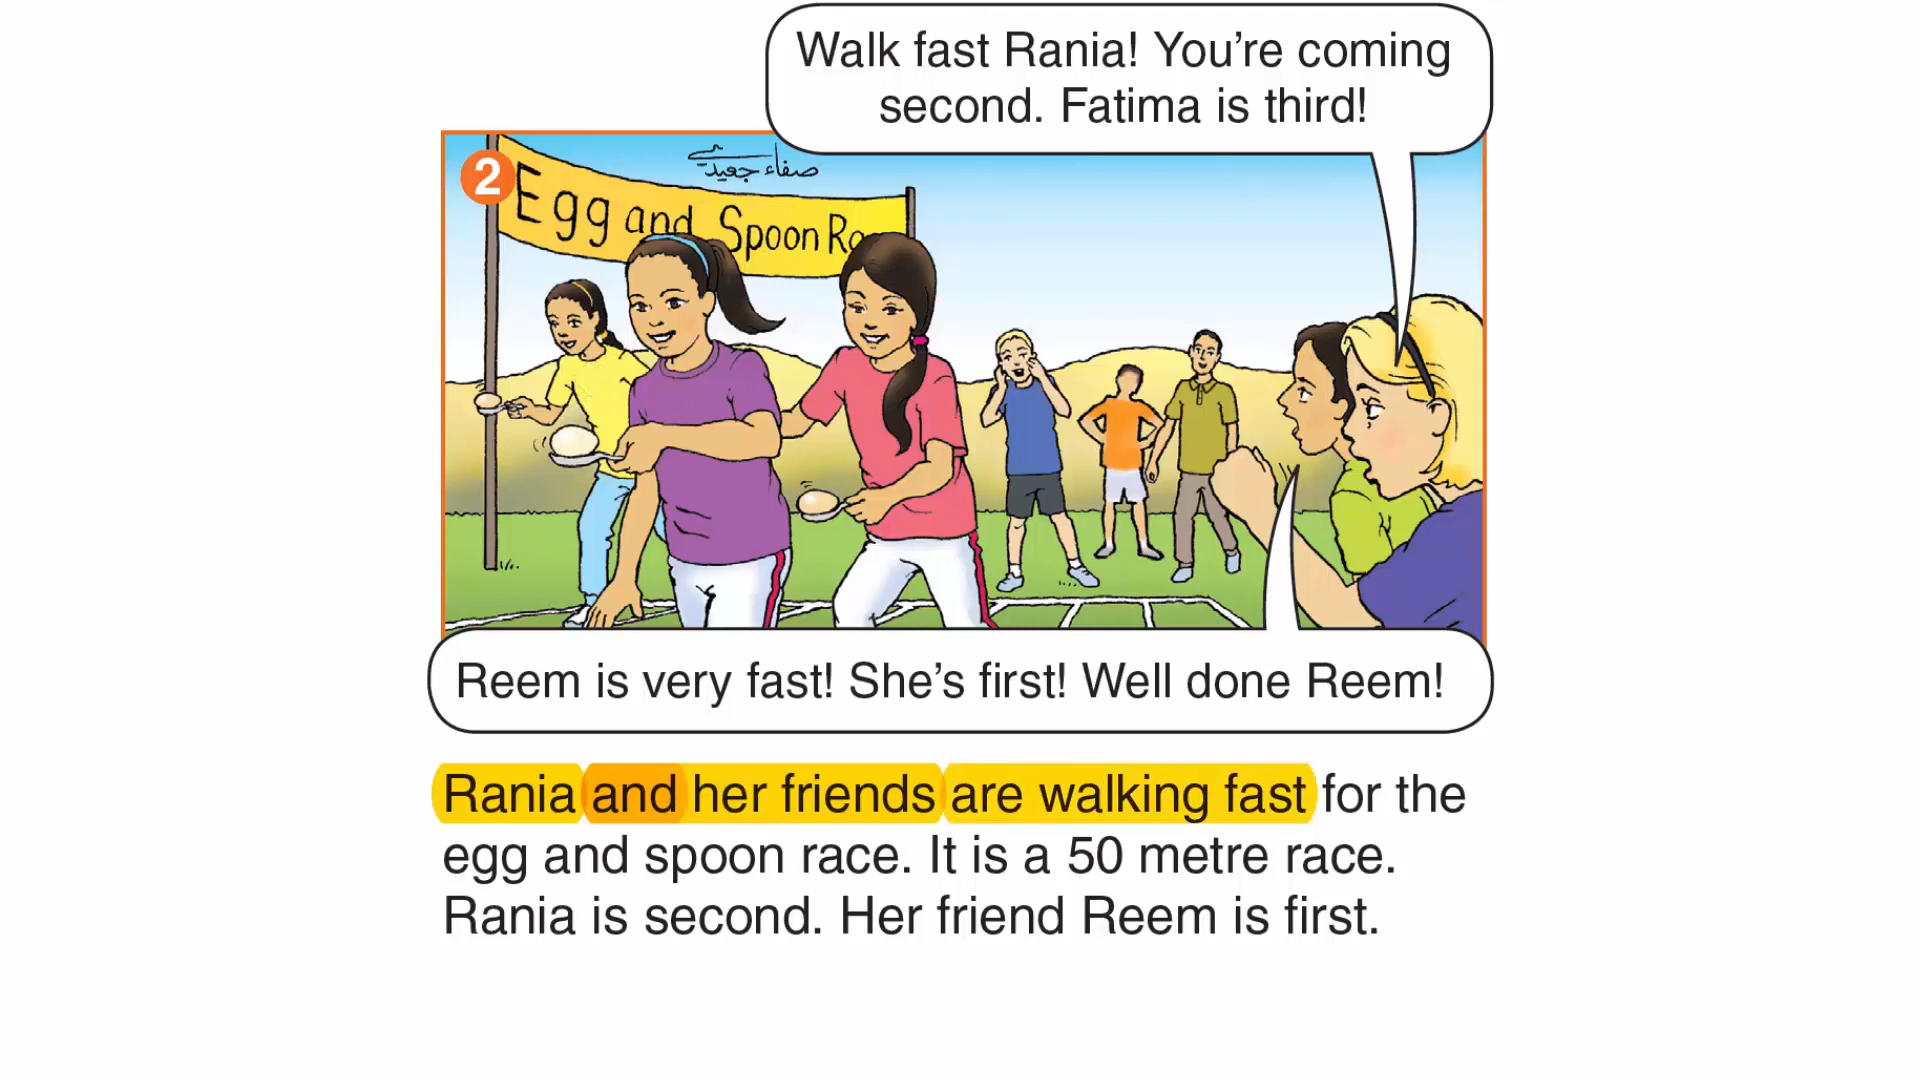 Walk fast Rania! You’re coming
second. Fatima is third!
2
صفاء جعيدي
Egg and Spoon Ra
Reem is very fast! She’s first! Well done Reem!
Rania and her friends are walking fast for the
egg and spoon race. It is a 50 metre race.
Rania is second. Her friend Reem is first.